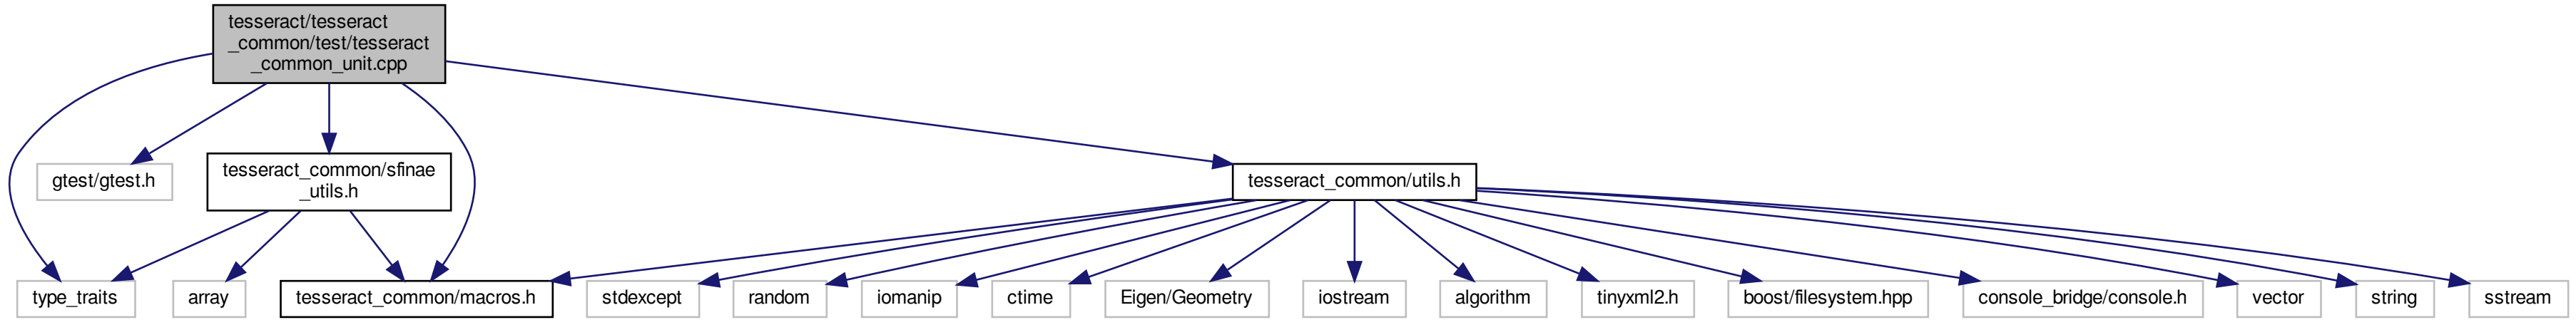 tesseract/tesseract
_common/test/tesseract
_common_unit.cpp
gtest/gtest.h
tesseract_common/sfinae
_utils.h
tesseract_common/utils.h
type_traits
array
tesseract_common/macros.h
stdexcept
random
iomanip
ctime
Eigen/Geometry
iostream
algorithm
tinyxml2.h
boost/filesystem.hpp
console_bridge/console.h
vector
string
sstream